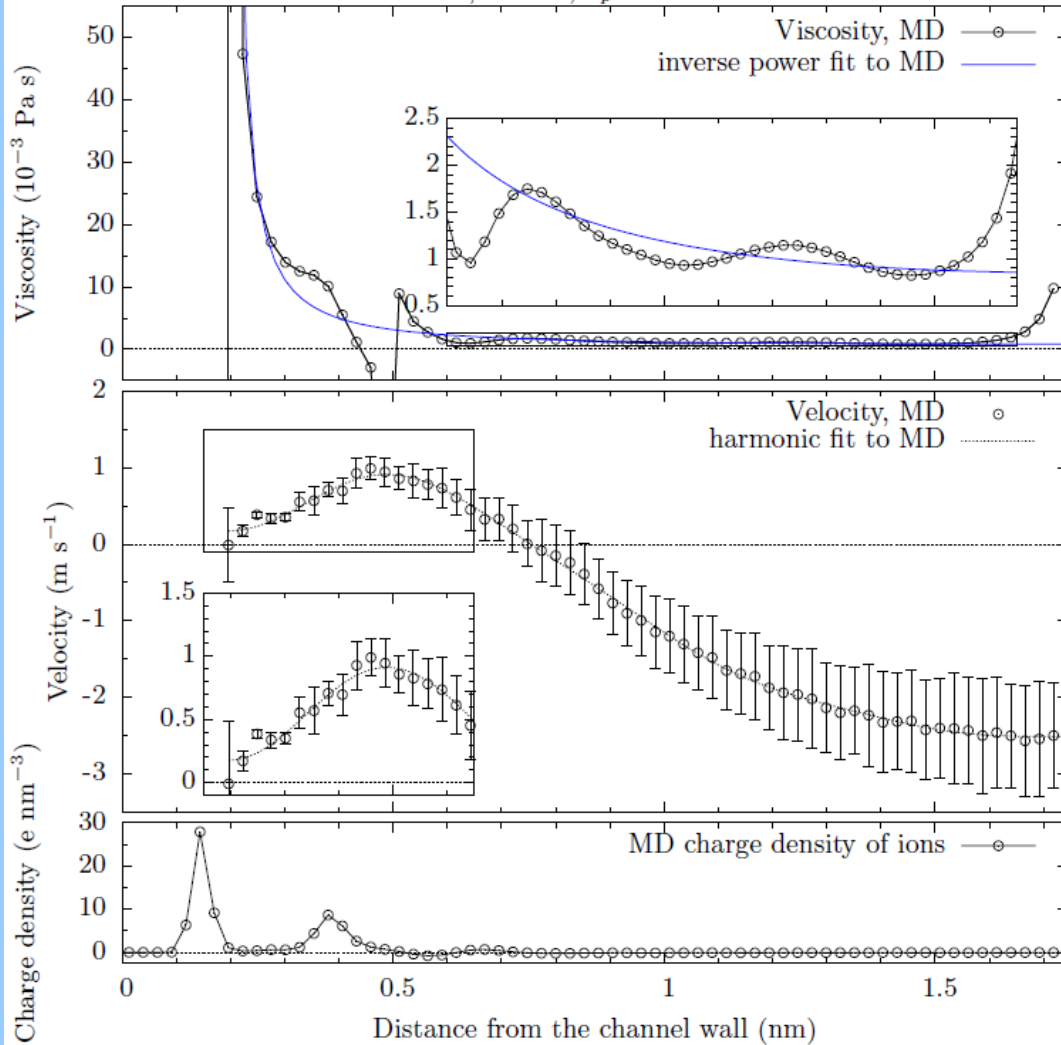 p
Viscosity, MD
inverse power fit to MD
Viscosity (10⁻³ Pa s)
50
40
30
20
10
0
2.5
2
1.5
1
0.5
Velocity, MD
harmonic fit to MD
Velocity (m s⁻¹)
2
1
0
-1
-2
-3
1.5
1
0.5
0
MD charge density of ions
Charge density (e nm⁻³)
30
20
10
0
0 0.5 1 1.5
Distance from the channel wall (nm)